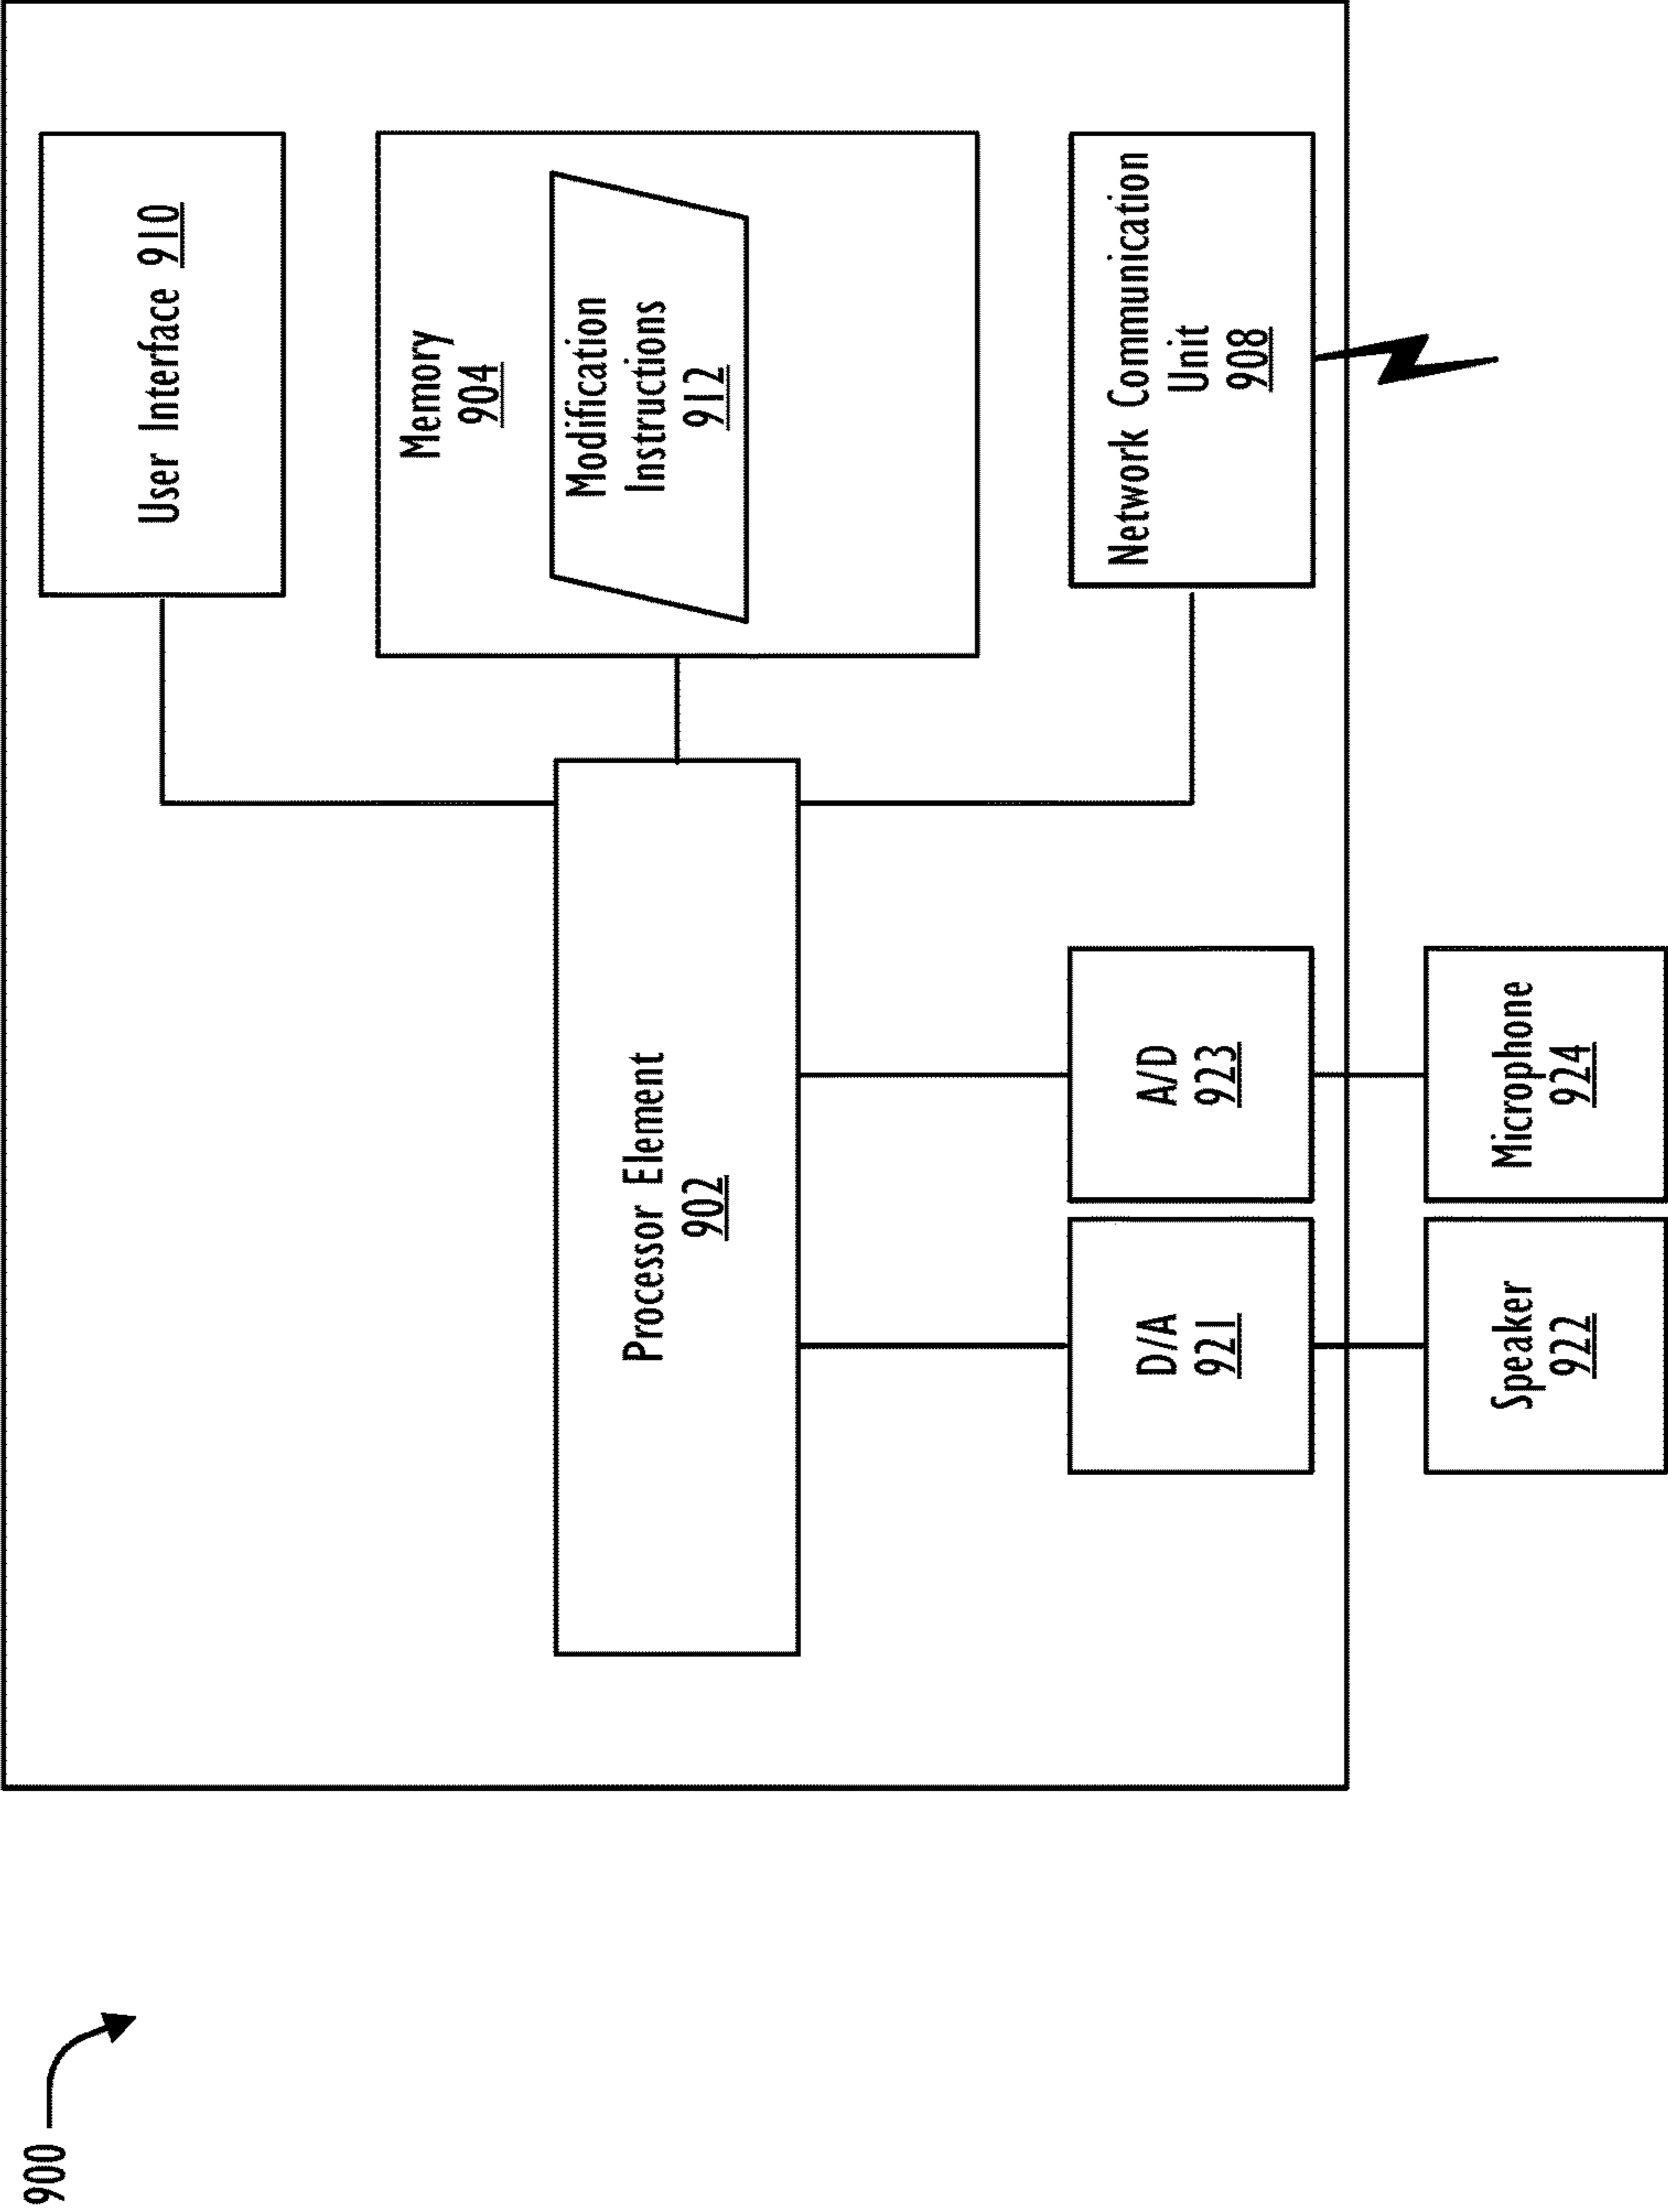 900
User Interface 910
Memory
904
Modification
Instructions
912
Processor Element
902
Network Communication
Unit
908
D/A
921
A/D
923
Speaker
922
Microphone
924